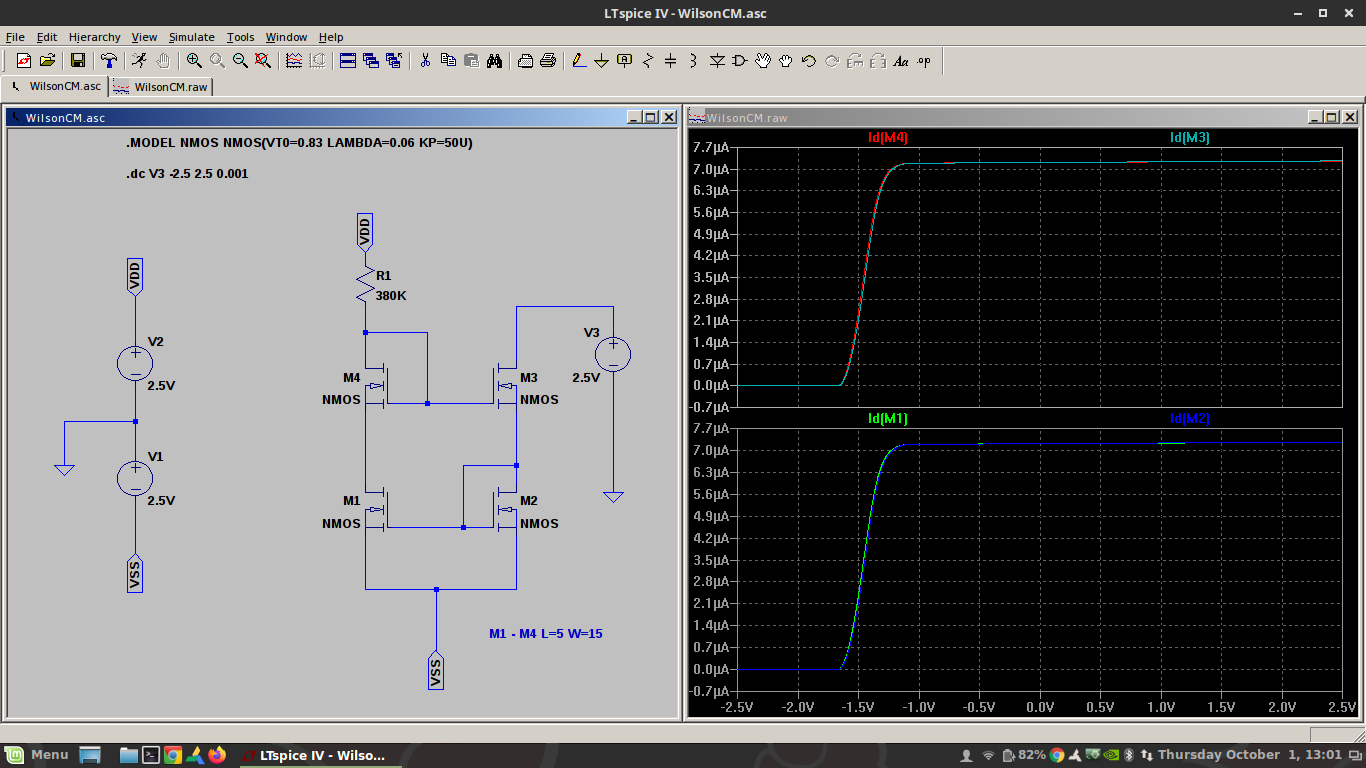 LTspice IV - WilsonCM.asc
File Edit Hierarchy View Simulate Tools Window Help
Aa .op
WilsonCM.asc WilsonCM.raw
WilsonCM.asc
.MODEL NMOS NMOS(VT0=0.83 LAMBDA=0.06 KP=50U)
.dc V3 -2.5 2.5 0.001
VDD
R1
380K
VDD
V2
2.5V
V3
2.5V
M4
NMOS
M3
NMOS
V1
2.5V
M1
NMOS
M2
NMOS
VSS
M1 - M4 L=5 W=15
VSS
WilsonCM.raw
Id(M4) Id(M3)
7.7µA
7.0µA
6.3µA
5.6µA
4.9µA
4.2µA
3.5µA
2.8µA
2.1µA
1.4µA
0.7µA
0.0µA
-0.7µA
Id(M1) Id(M2)
7.7µA
7.0µA
6.3µA
5.6µA
4.9µA
4.2µA
3.5µA
2.8µA
2.1µA
1.4µA
0.7µA
0.0µA
-0.7µA
-2.5V -2.0V -1.5V -1.0V -0.5V 0.0V 0.5V 1.0V 1.5V 2.0V 2.5V
Menu LTspice IV - Wilso... 82% Thursday October 1, 13:01